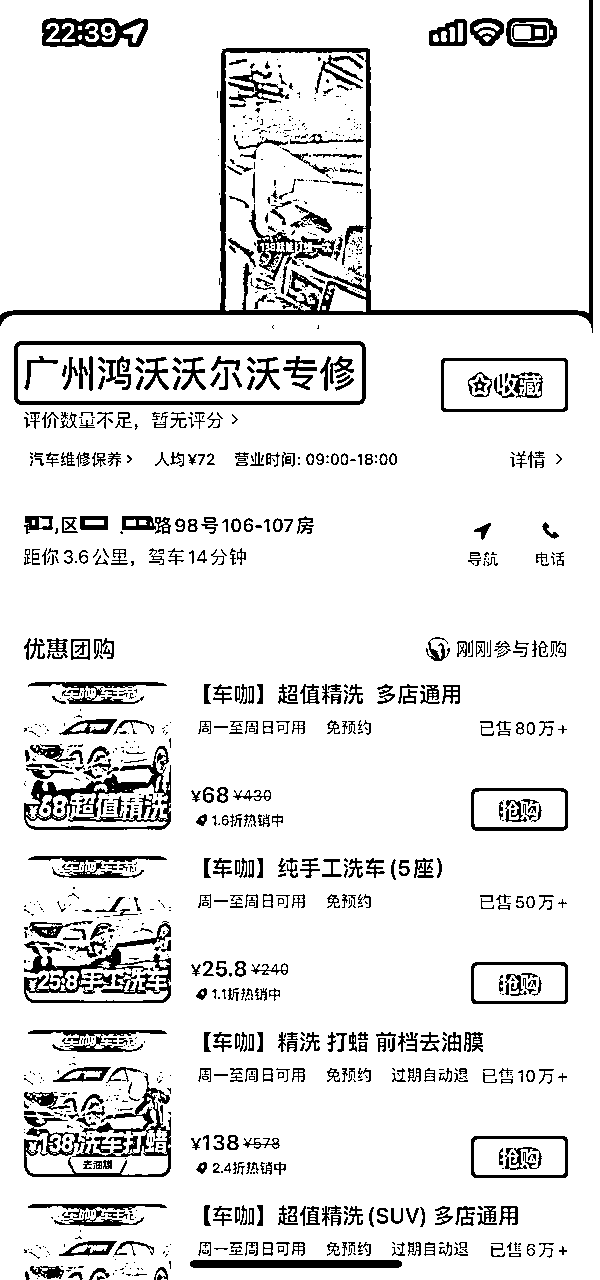 22:39
广州鸿沃沃尔沃专修
收藏
评价数量不足，暂无评分 >
汽车维修保养 > 人均¥72 营业时间: 09:00-18:00 详情 >
区 路98号106-107房
距你3.6公里，驾车14分钟
导航 电话
优惠团购 刚刚参与抢购
【车咖】超值精洗 多店通用
周一至周日可用 免预约 已售80万+
¥68 ¥430
1.6折热销中
抢购
¥68超值精洗
【车咖】纯手工洗车(5座)
周一至周日可用 免预约 已售50万+
¥25.8 ¥240
1.1折热销中
抢购
¥25.8手工洗车
【车咖】精洗 打蜡 前档去油膜
周一至周日可用 免预约 过期自动退 已售10万+
¥138 ¥578
2.4折热销中
抢购
¥138洗车打蜡
去油膜
【车咖】超值精洗(SUV) 多店通用
周一至周日可用 免预约 过期自动退 已售6万+